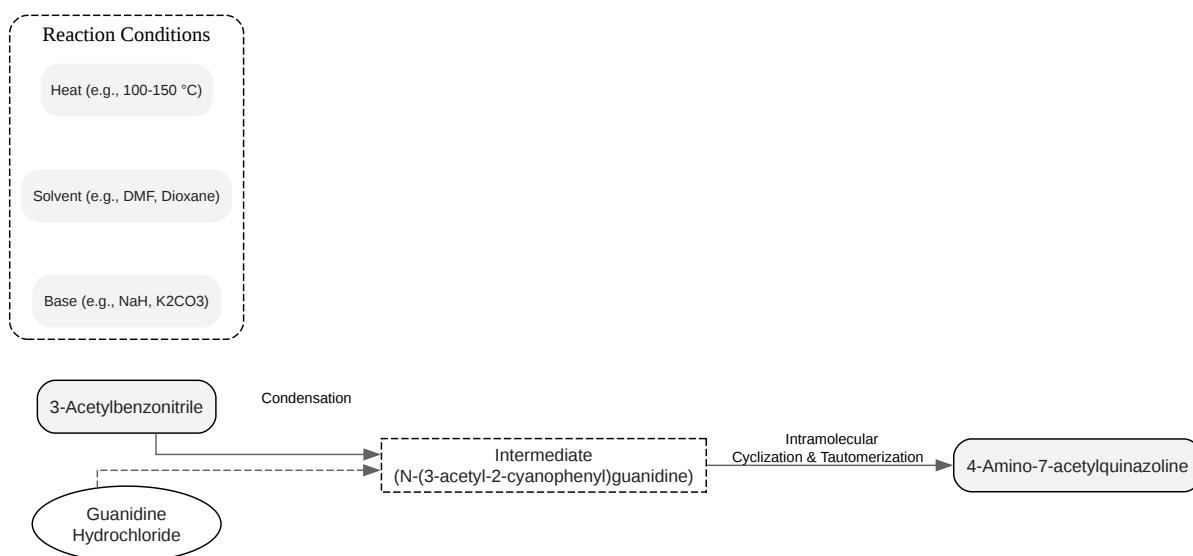 Reaction Conditions
Heat (e.g., 100-150 °C)
Solvent (e.g., DMF, Dioxane)
Base (e.g., NaH, K2CO3)
3-Acetylbenzonitrile
Condensation
Intermediate
(N-(3-acetyl-2-cyanophenyl)guanidine)
Intramolecular
Cyclization & Tautomerization
4-Amino-7-acetylquinazoline
Guanidine
Hydrochloride